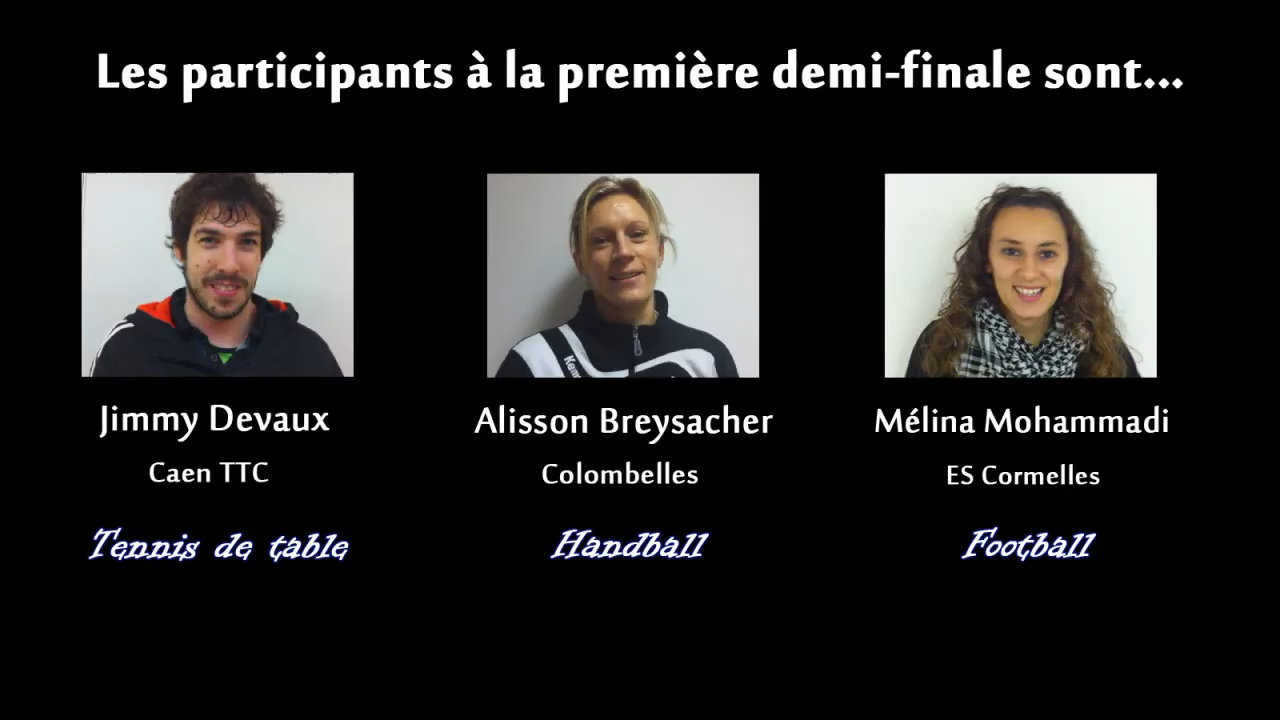 Les participants à la première demi-finale sont...
Jimmy Devaux
Alisson Breysacher
Mélina Mohammadi
Caen TTC
Colombelles
ES Cormelles
Tennis de table
Handball
Football